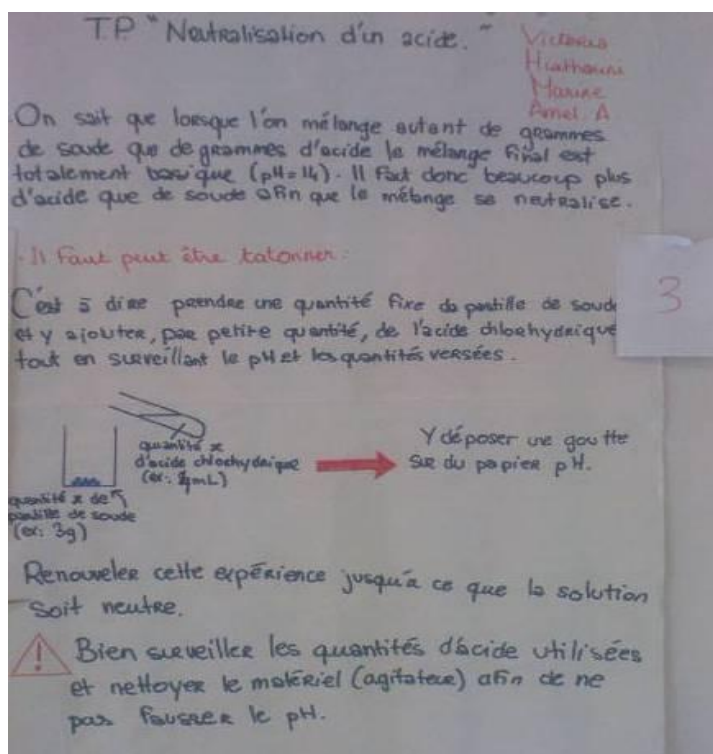 TP "Neutralisation d'un acide."
Victoria
Marine
Amel. A
On sait que lorsque l'on mélange autant de grammes
de soude que de grammes d'acide le mélange final est
totalement basique (pH=14). Il faut donc beaucoup plus
d'acide que de soude afin que le mélange se neutralise.
Il faut peut être tatonner:
C'est à dire prendre une quantité fixe de pastille de soude
et y ajouter, par petite quantité, de l'acide chlorhydrique
tout en surveillant le pH et les quantités versées.
3
quantité x
d'acide chlorhydrique
(ex: mL)
quantité x de
pastille de soude
(ex: 3g)
Y déposer une goutte
sur du papier pH.
Renouveler cette expérience jusqu'à ce que la solution
soit neutre.
! Bien surveiller les quantités d'acide utilisées
et nettoyer le matériel (agitateur) afin de ne
pas fausser le pH.